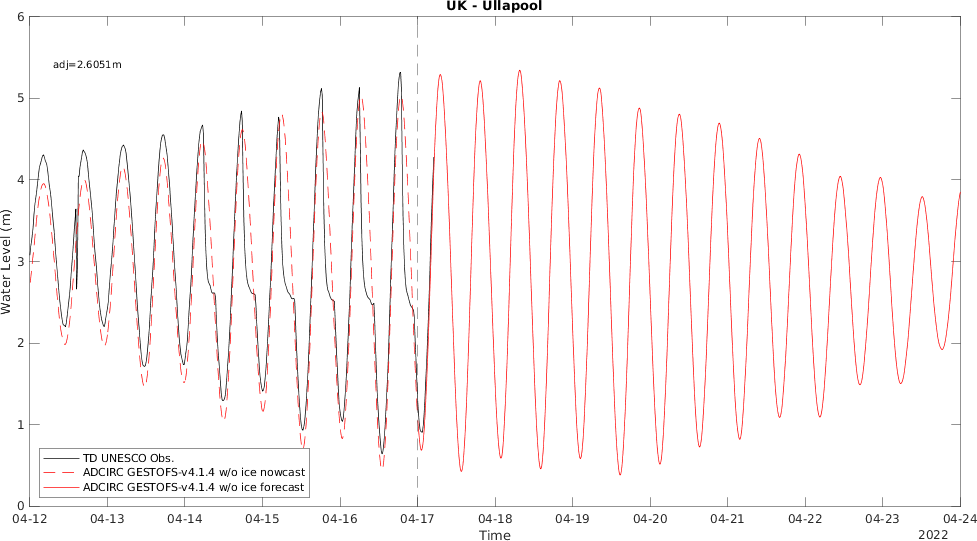 UK - Ullapool
adj=2.6051m
6
5
4
3
2
1
0
Water Level (m)
TD UNESCO Obs.
ADCIRC GESTOFS-v4.1.4 w/o ice nowcast
ADCIRC GESTOFS-v4.1.4 w/o ice forecast
04-12 04-13 04-14 04-15 04-16 04-17 04-18 04-19 04-20 04-21 04-22 04-23 04-24
Time
2022